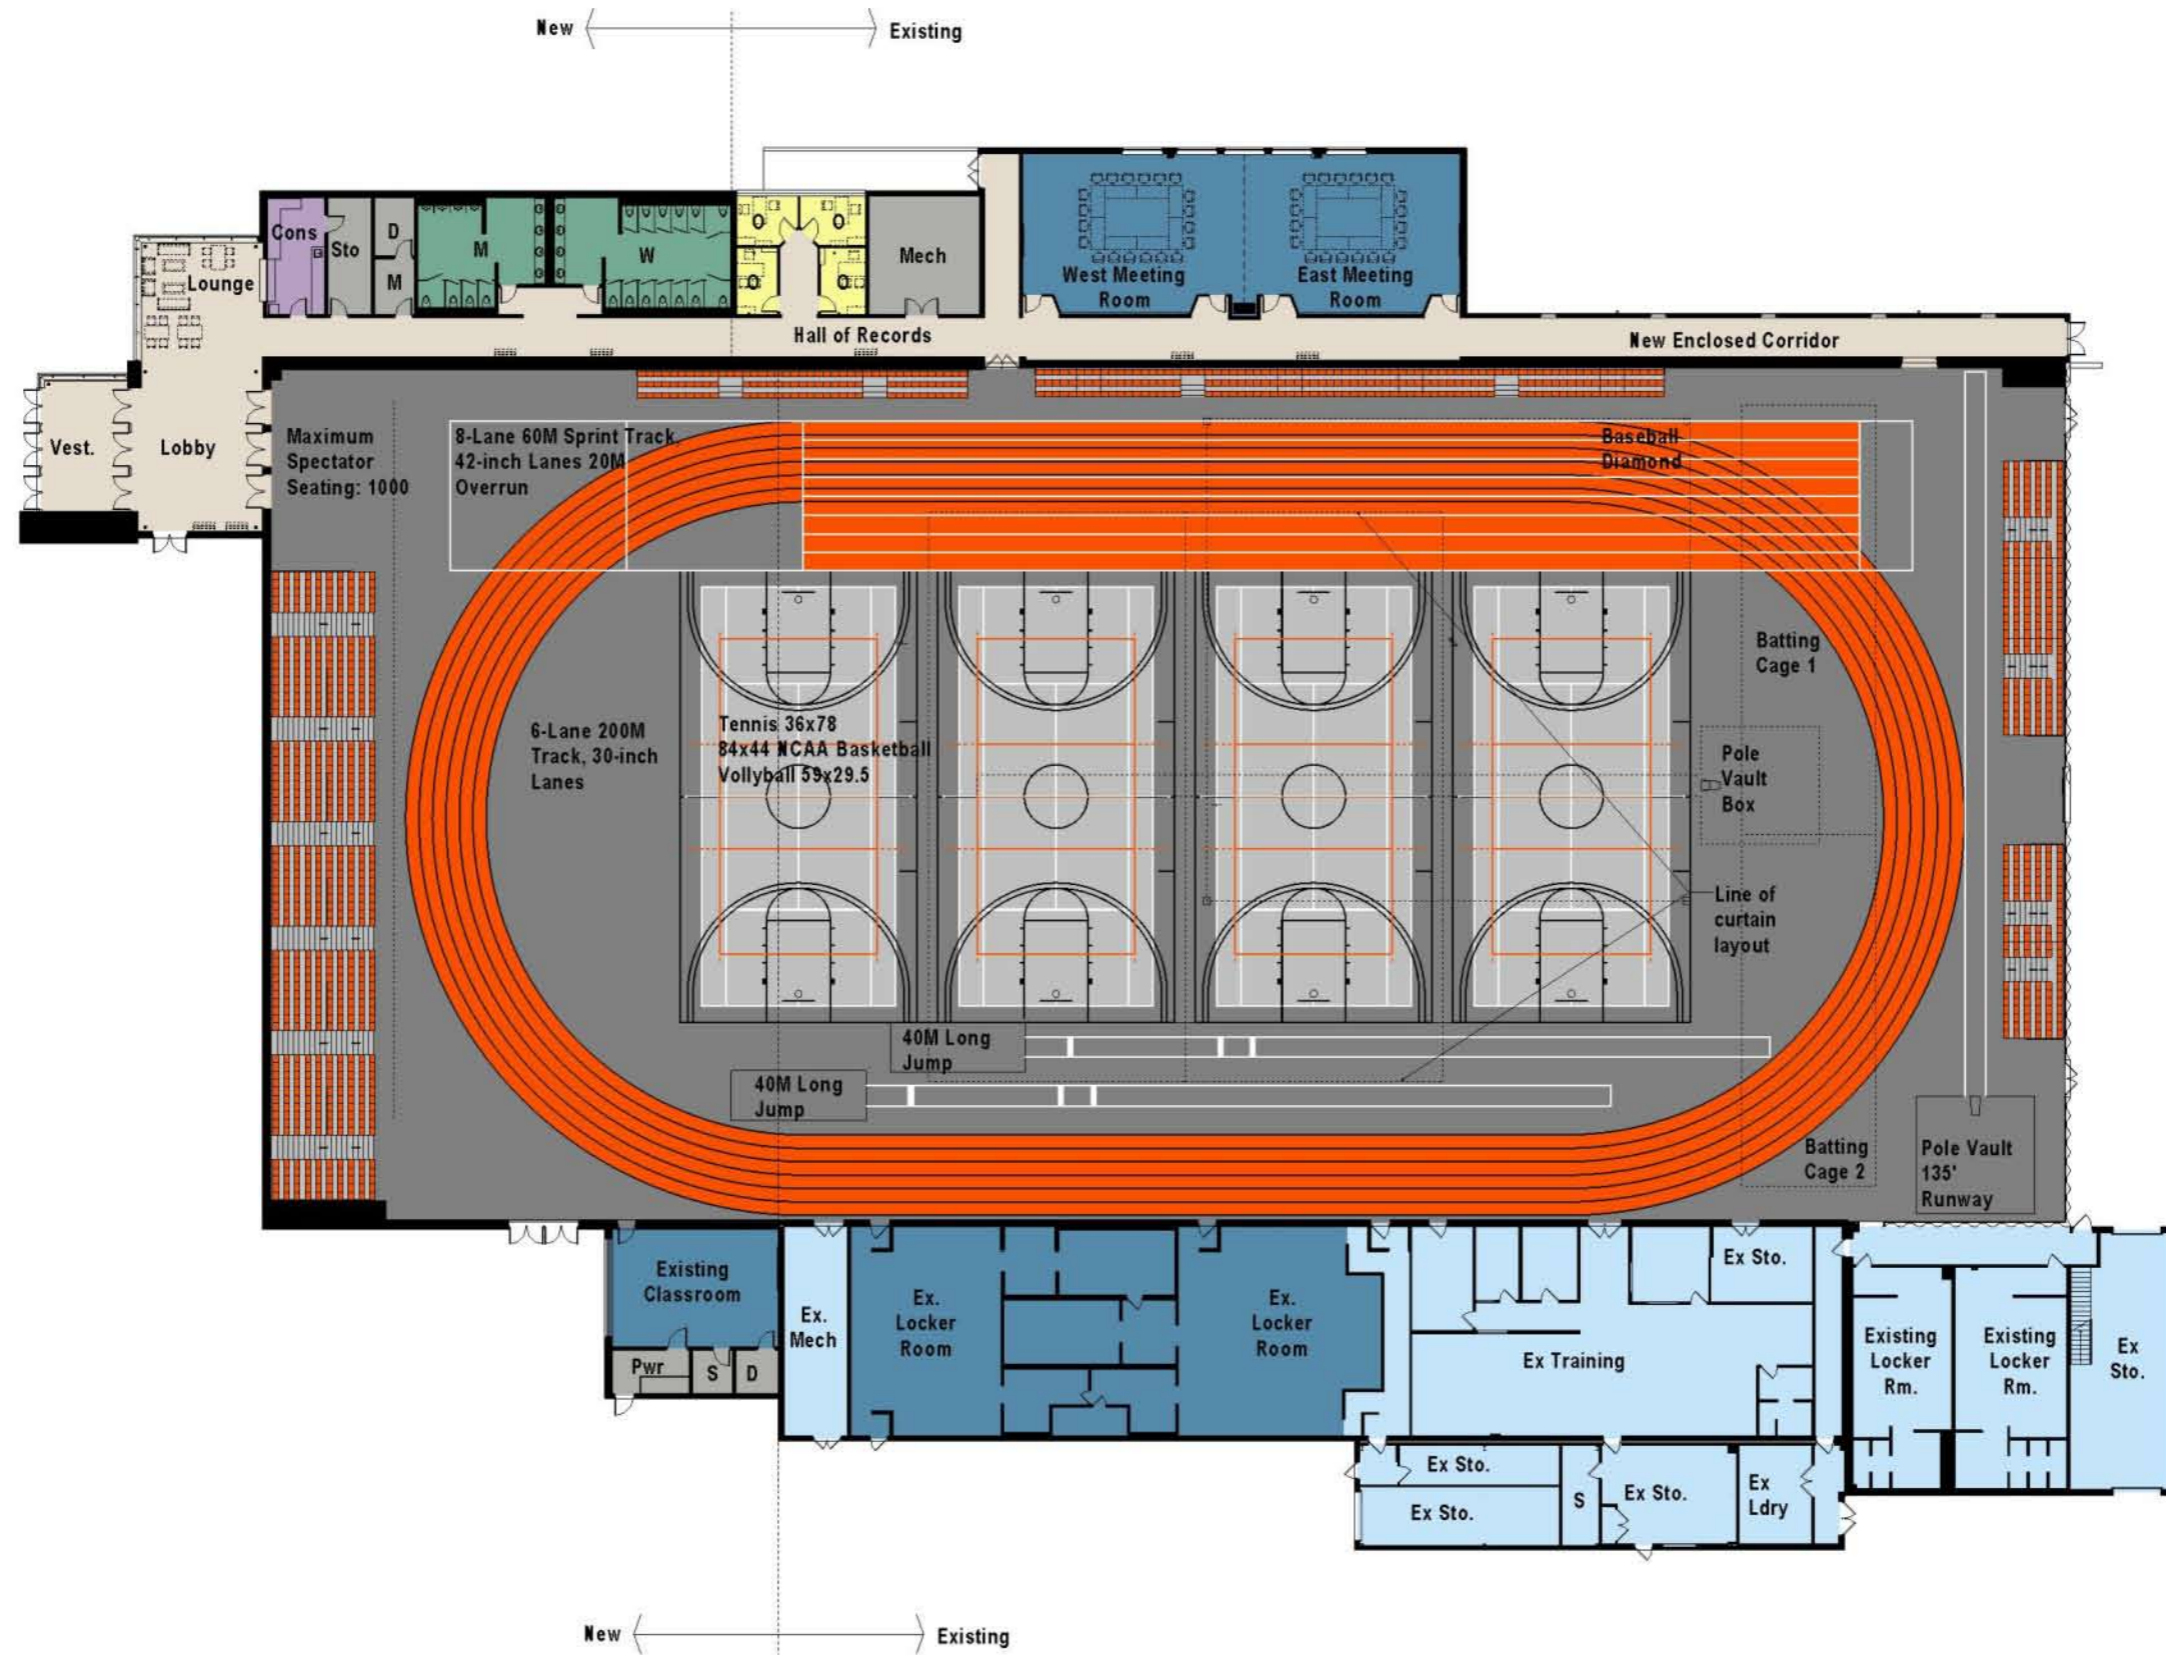 New
Existing
Cons
Sto
D
M
M
W
O
O
O
O
Mech
West Meeting
Room
East Meeting
Room
Lounge
Hall of Records
New Enclosed Corridor
Vest.
Lobby
Maximum
Spectator
Seating: 1000
8-Lane 60M Sprint Track,
42-inch Lanes 20M
Overrun
Baseball
Diamond
Batting
Cage 1
6-Lane 200M
Track, 30-inch
Lanes
Tennis 36x78
84x44 NCAA Basketball
Vollyball 59x29.5
Pole
Vault
Box
Line of
curtain
layout
40M Long
Jump
40M Long
Jump
Batting
Cage 2
Pole Vault
135'
Runway
Existing
Classroom
Pwr
S
D
Ex.
Mech
Ex.
Locker
Room
Ex.
Locker
Room
Ex Sto.
Ex Training
Existing
Locker
Rm.
Existing
Locker
Rm.
Ex
Sto.
Ex Sto.
Ex Sto.
S
Ex Sto.
Ex
Ldry
New
Existing